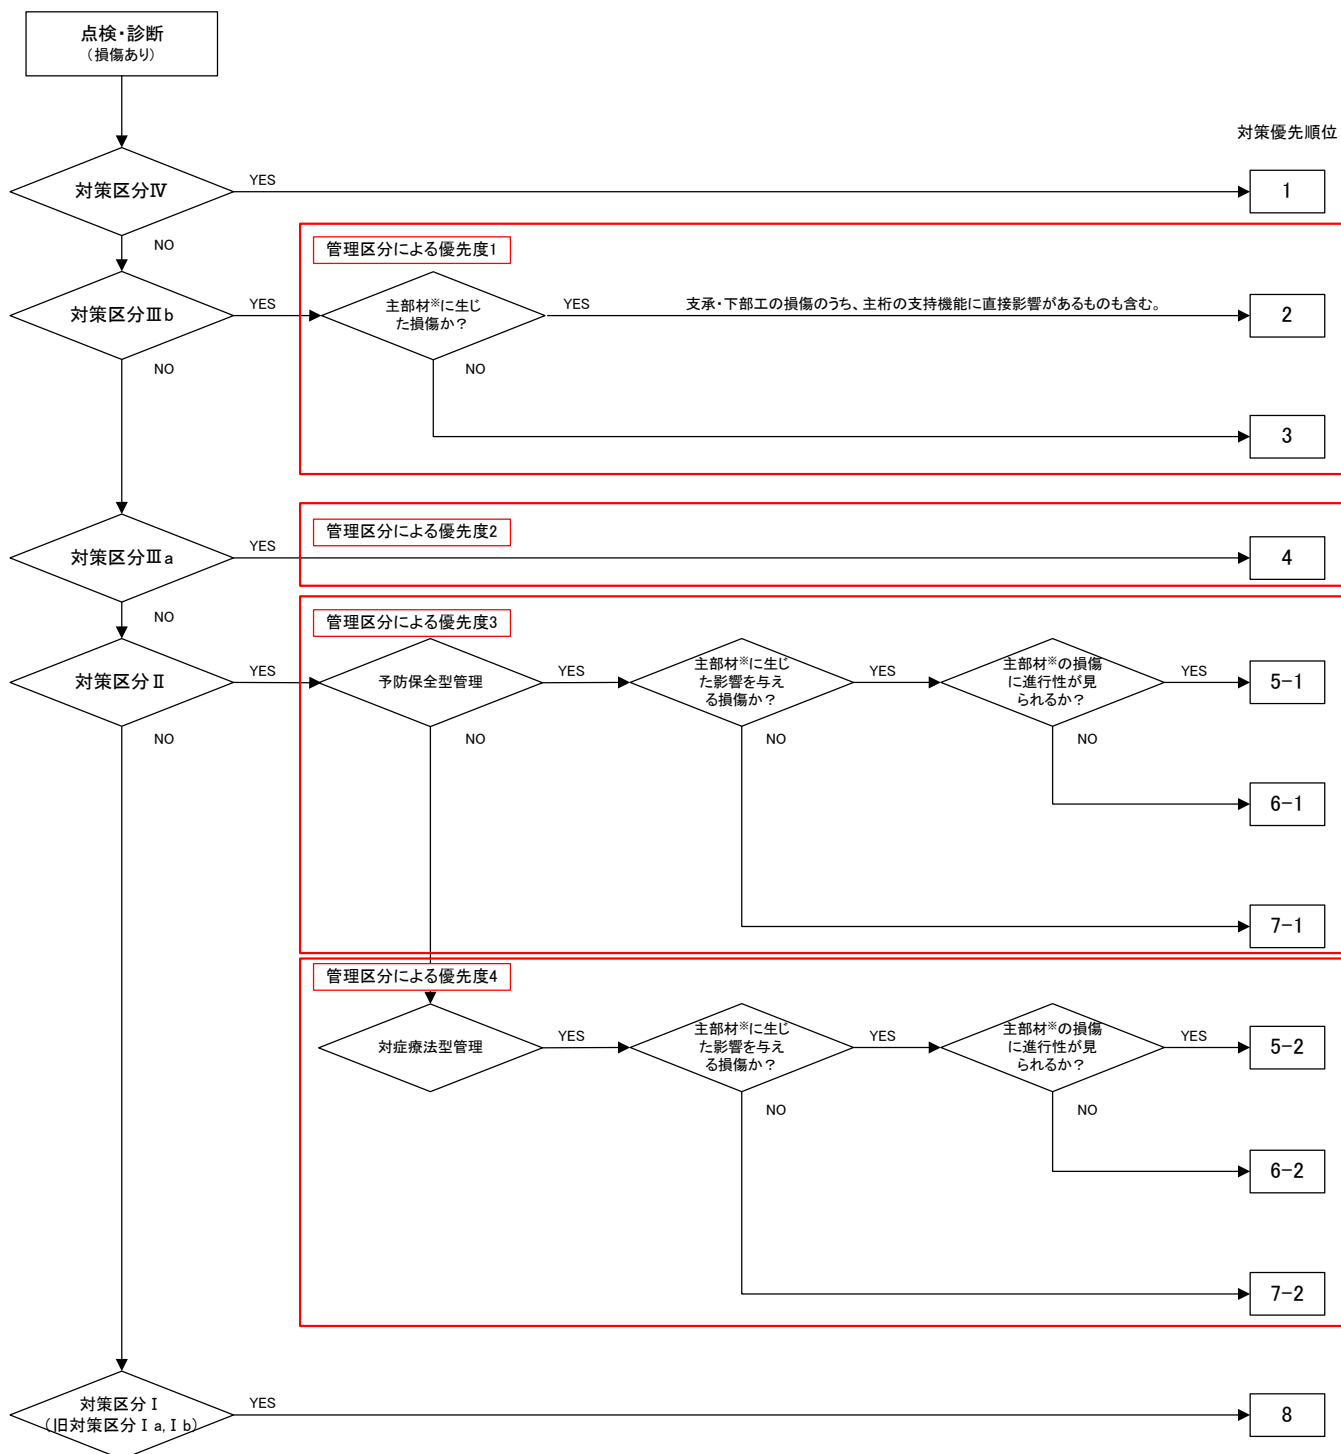 点検・診断
（損傷あり）
対策優先順位
対策区分Ⅳ
YES
1
NO
管理区分による優先度1
対策区分Ⅲb
YES
主部材※に生じ
た損傷か？
YES
支承・下部工の損傷のうち、主桁の支持機能に直接影響があるものも含む。
2
NO
NO
3
管理区分による優先度2
対策区分Ⅲa
YES
4
NO
管理区分による優先度3
対策区分Ⅱ
YES
予防保全型管理
YES
主部材※に生じ
た影響を与え
る損傷か？
YES
主部材※の損傷
に進行性が見
られるか？
YES
5-1
NO
NO
NO
NO
6-1
7-1
管理区分による優先度4
対症療法型管理
YES
主部材※に生じ
た影響を与え
る損傷か？
YES
主部材※の損傷
に進行性が見
られるか？
YES
5-2
NO
NO
6-2
7-2
対策区分Ⅰ
（旧対策区分Ⅰa,Ⅰb）
YES
8